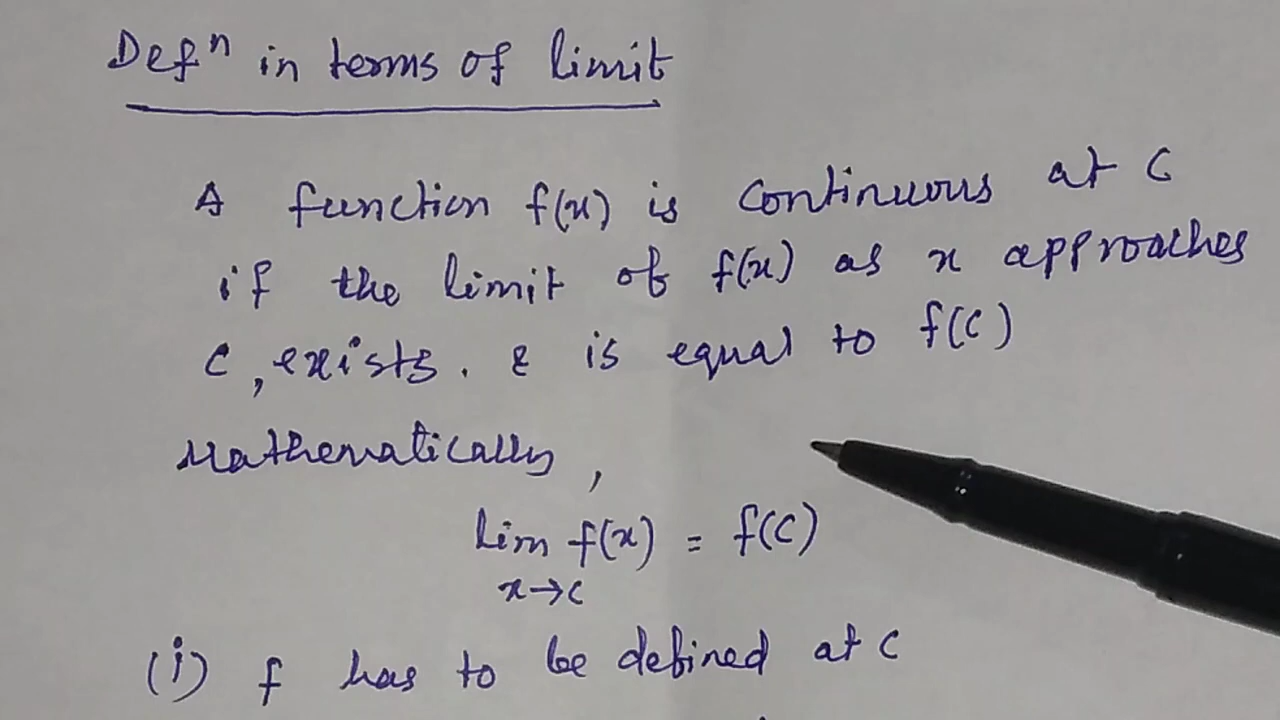 Defⁿ in terms of limit
A function f(x) is continuous at c
if the limit of f(x) as x approaches
c, exists. & is equal to f(c)
Mathematically,
lim f(x) = f(c)
x→c
(i) f has to be defined at c